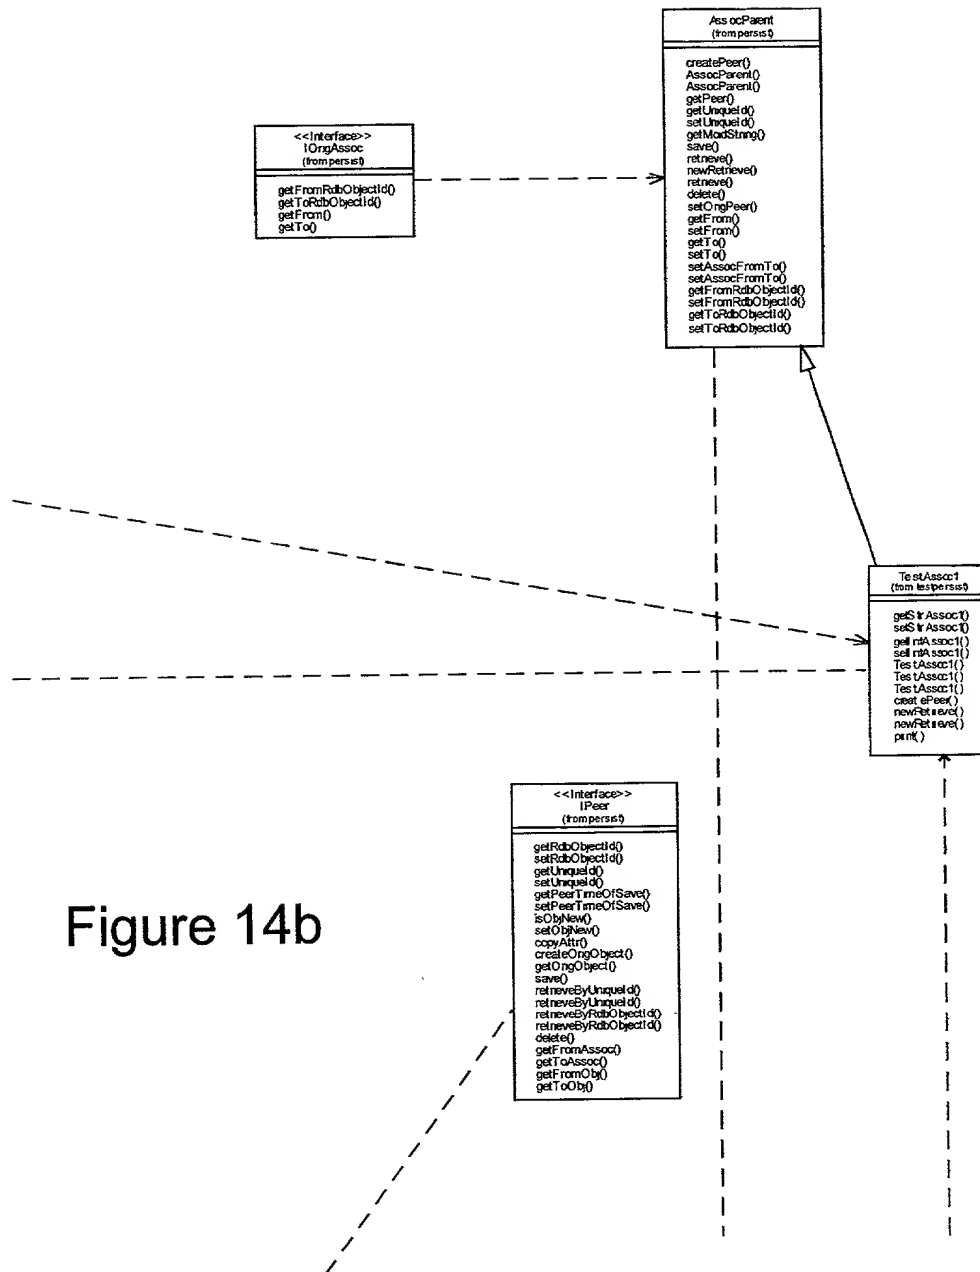 AssocParent
(from persist)
createPeer()
AssocParent()
AssocParent()
getPeer()
getUniqueId()
setUniqueId()
getModString()
save()
retrieve()
newRetrieve()
retrieve()
delete()
setOrigPeer()
getFrom()
setFrom()
getTo()
setTo()
setAssocFromTo()
setAssocFromTo()
getFromRdbObjectId()
setFromRdbObjectId()
getToRdbObjectId()
setToRdbObjectId()
<<Interface>>
IOrigAssoc
(from persist)
getFromRdbObjectId()
getToRdbObjectId()
getFrom()
getTo()
TestAssoc1
(from testpersist)
getStrAssoc1()
setStrAssoc1()
getIntAssoc1()
setIntAssoc1()
TestAssoc1()
TestAssoc1()
TestAssoc1()
createPeer()
newRetrieve()
newRetrieve()
print()
<<Interface>>
IPeer
(from persist)
getRdbObjectId()
setRdbObjectId()
getUniqueId()
setUniqueId()
getPeerTimeOfSave()
setPeerTimeOfSave()
isObjNew()
setObjNew()
copyAttr()
createOrigObject()
getOrigObject()
save()
retrieveByUniqueId()
retrieveByUniqueId()
retrieveByRdbObjectId()
retrieveByRdbObjectId()
delete()
getFromAssoc()
getToAssoc()
getFromObj()
getToObj()
Figure 14b